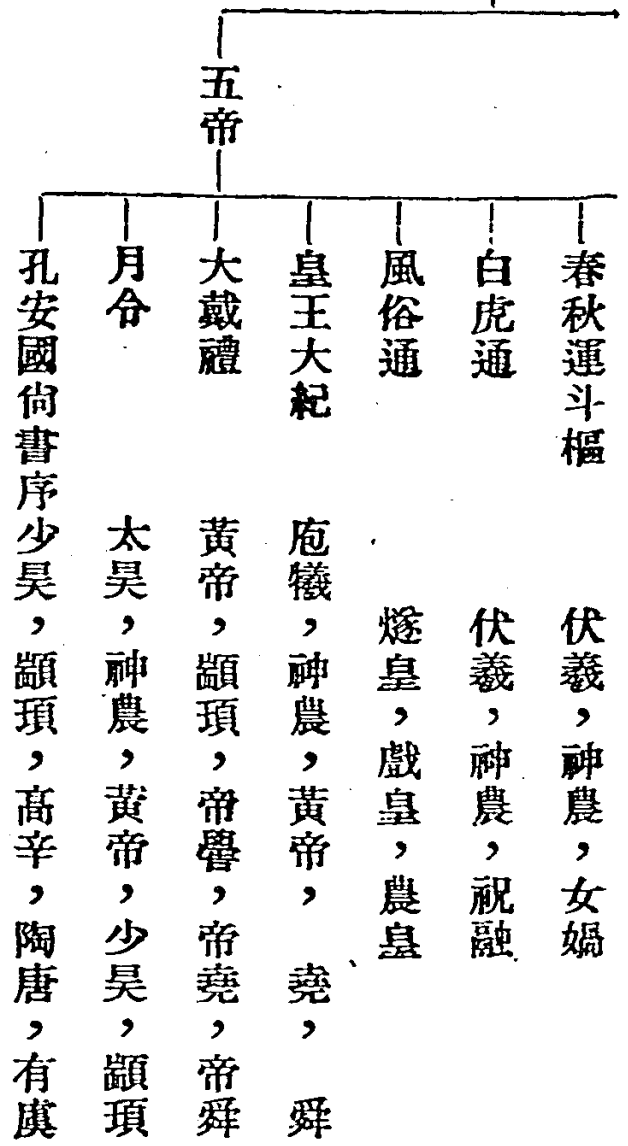 春秋運斗樞　伏羲，神農，女媧
白虎通　伏羲，神農，祝融
風俗通　燧皇，戲皇，農皇
五帝
皇王大紀　庖犧，神農，黃帝，堯，舜
大戴禮　黃帝，顓頊，帝嚳，帝堯，帝舜
月令　太昊，神農，黃帝，少昊，顓頊
孔安國尙書序　少昊，顓頊，高辛，陶唐，有虞